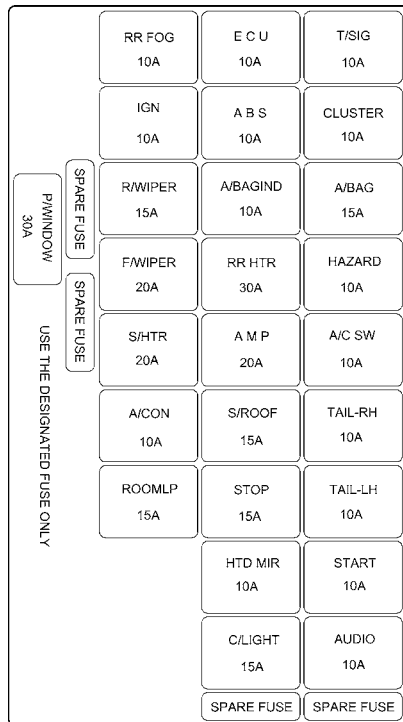 RR FOG
10A
E C U
10A
T/SIG
10A
IGN
10A
A B S
10A
CLUSTER
10A
R/WIPER
15A
A/BAGIND
10A
A/BAG
15A
F/WIPER
20A
RR HTR
30A
HAZARD
10A
S/HTR
20A
A M P
20A
A/C SW
10A
A/CON
10A
S/ROOF
15A
TAIL-RH
10A
ROOMLP
15A
STOP
15A
TAIL-LH
10A
HTD MIR
10A
START
10A
C/LIGHT
15A
AUDIO
10A
SPARE FUSE
SPARE FUSE
SPARE FUSE
SPARE FUSE
P/WINDOW
30A
USE THE DESIGNATED FUSE ONLY